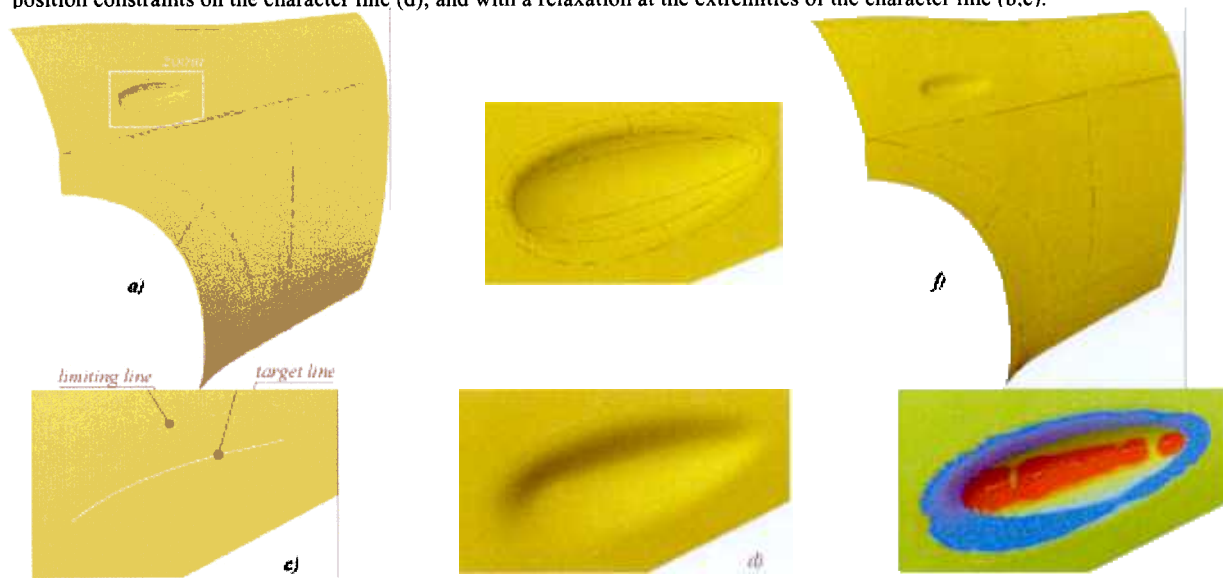 position constraints on the character line (d), and with a relaxation at the extremities of the character line (b,e).
zoom
a)
f)
limiting line
target line
e)
d)